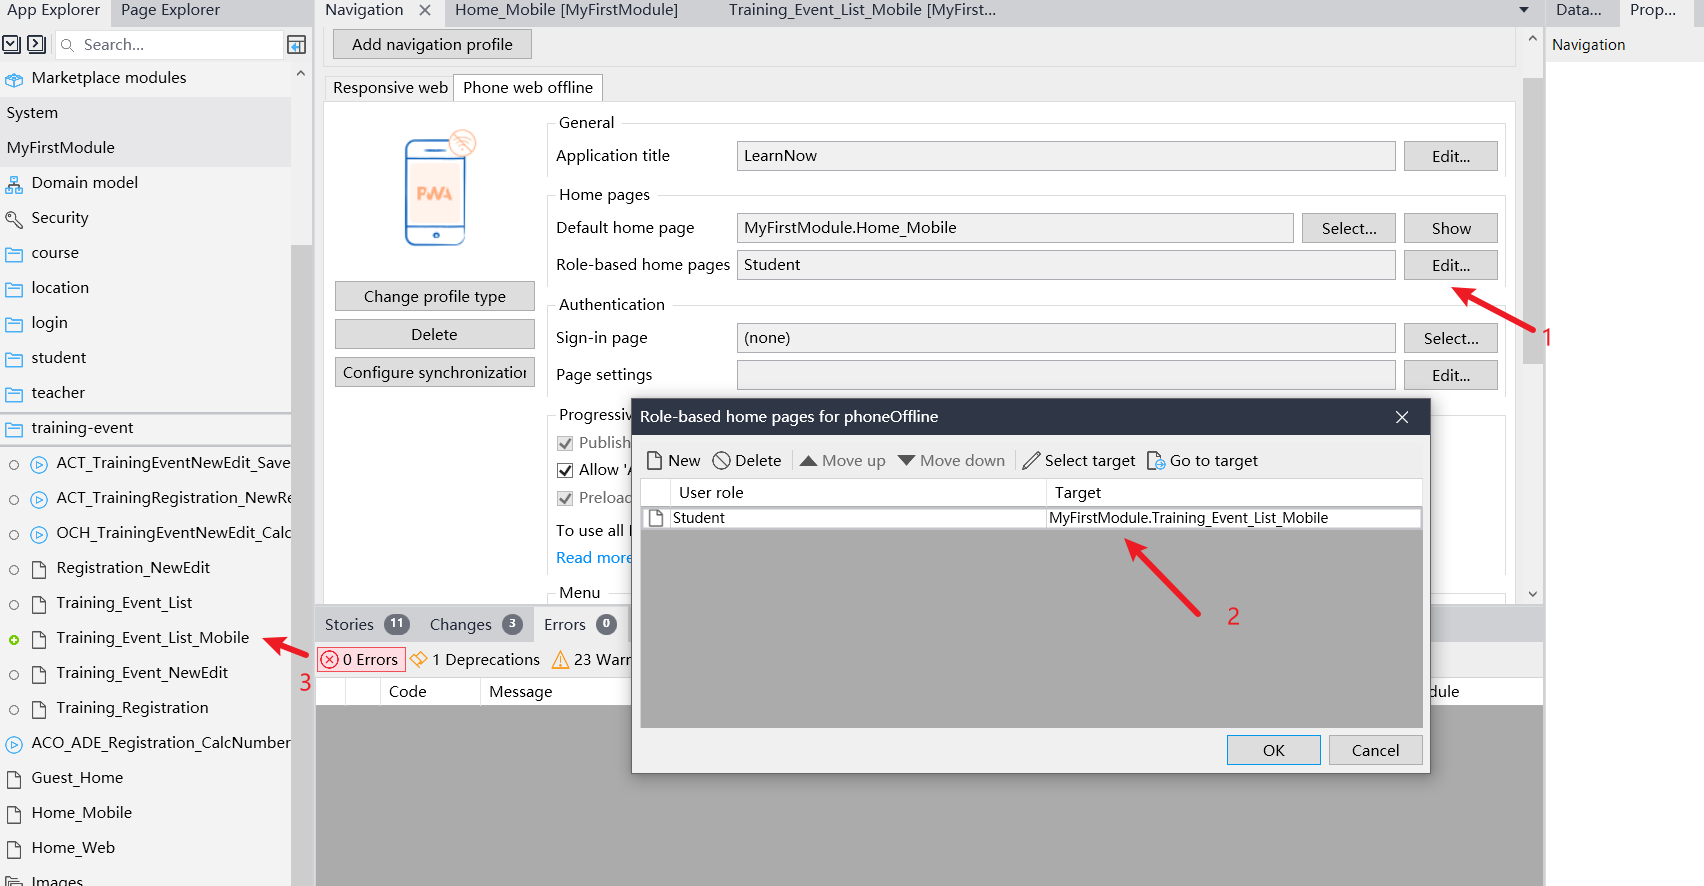 App Explorer
Page Explorer
Search...
Marketplace modules
System
MyFirstModule
Domain model
Security
course
location
login
student
teacher
training-event
ACT_TrainingEventNewEdit_Save
ACT_TrainingRegistration_NewRe
OCH_TrainingEventNewEdit_Calc
Registration_NewEdit
Training_Event_List
Training_Event_List_Mobile
3
Training_Event_NewEdit
Training_Registration
ACO_ADE_Registration_CalcNumber
Guest_Home
Home_Mobile
Home_Web
Images
Navigation
Home_Mobile [MyFirstModule]
Training_Event_List_Mobile [MyFirst...
Add navigation profile
Responsive web
Phone web offline
PWA
Change profile type
Delete
Configure synchronization
General
Application title
LearnNow
Edit...
Home pages
Default home page
MyFirstModule.Home_Mobile
Select...
Show
Role-based home pages
Student
Edit...
1
Authentication
Sign-in page
(none)
Select...
Page settings
Edit...
Progressiv
Publish
Allow 'A
Preload
To use all
Read more
Menu
Role-based home pages for phoneOffline
New
Delete
Move up
Move down
Select target
Go to target
User role
Target
Student
MyFirstModule.Training_Event_List_Mobile
2
OK
Cancel
Stories 11
Changes 3
Errors 0
0 Errors
1 Deprecations
23 Warr
Code
Message
dule
Data...
Prop...
Navigation